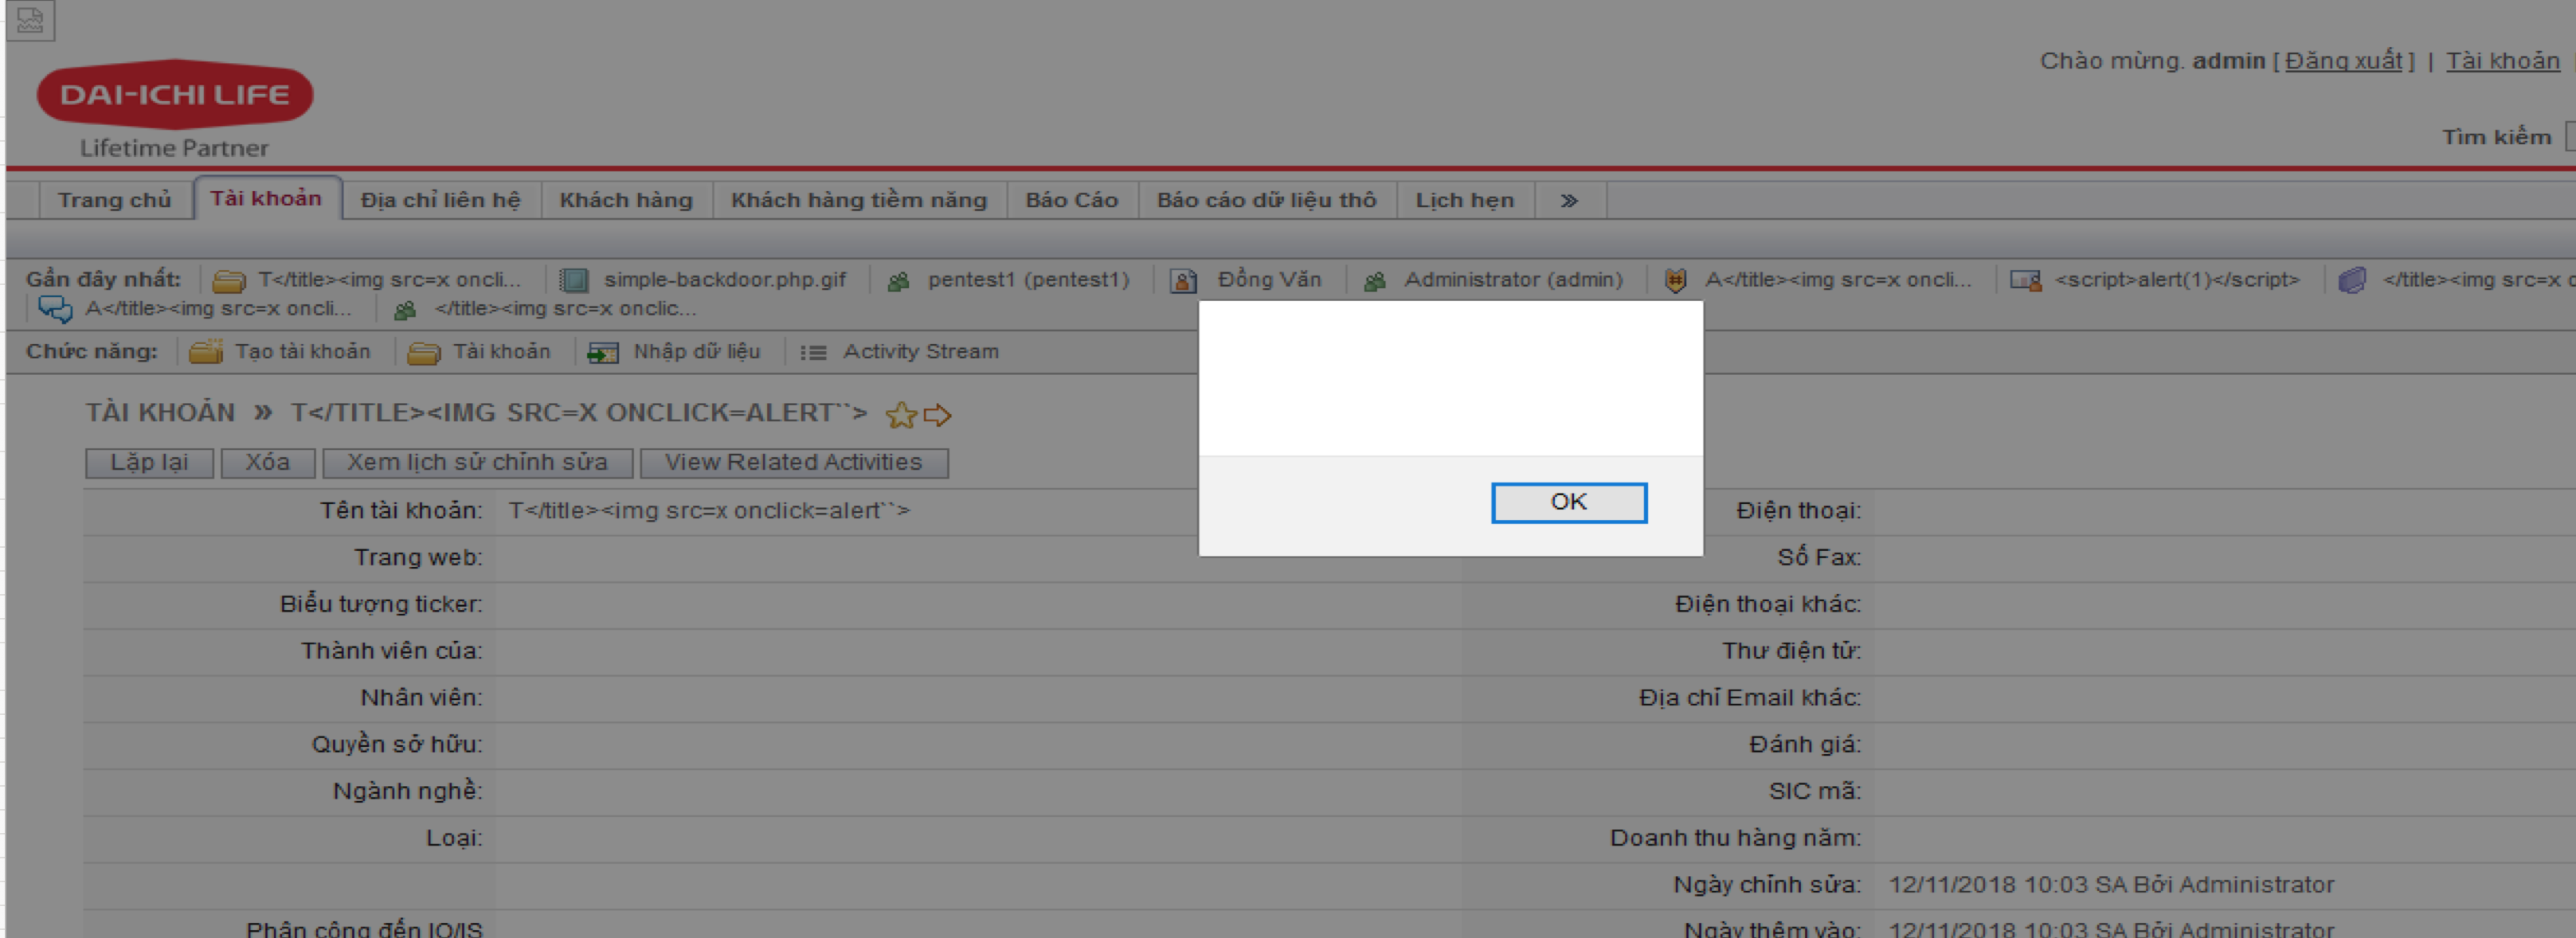 Chào mừng. admin [ Đăng xuất ] | Tài khoản
DAI-ICHI LIFE
Lifetime Partner
Tìm kiếm
Trang chủ Tài khoản Địa chỉ liên hệ Khách hàng Khách hàng tiềm năng Báo Cáo Báo cáo dữ liệu thô Lịch hẹn »
Gần đây nhất: T</title><img src=x oncli... simple-backdoor.php.gif pentest1 (pentest1) Đồng Văn Administrator (admin) A</title><img src=x oncli... <script>alert(1)</script> </title><img src=x
A</title><img src=x oncli... </title><img src=x onclic...
Chức năng: Tạo tài khoản Tài khoản Nhập dữ liệu Activity Stream
TÀI KHOẢN » T</TITLE><IMG SRC=X ONCLICK=ALERT``>
Lặp lại Xóa Xem lịch sử chỉnh sửa View Related Activities
OK
Tên tài khoản: T</title><img src=x onclick=alert``> Điện thoại:
Trang web: Số Fax:
Biểu tượng ticker: Điện thoại khác:
Thành viên của: Thư điện tử:
Nhân viên: Địa chỉ Email khác:
Quyền sở hữu: Đánh giá:
Ngành nghề: SIC mã:
Loại: Doanh thu hàng năm:
Ngày chỉnh sửa: 12/11/2018 10:03 SA Bởi Administrator
Phân công đến IO/IS Ngày thêm vào: 12/11/2018 10:03 SA Bởi Administrator